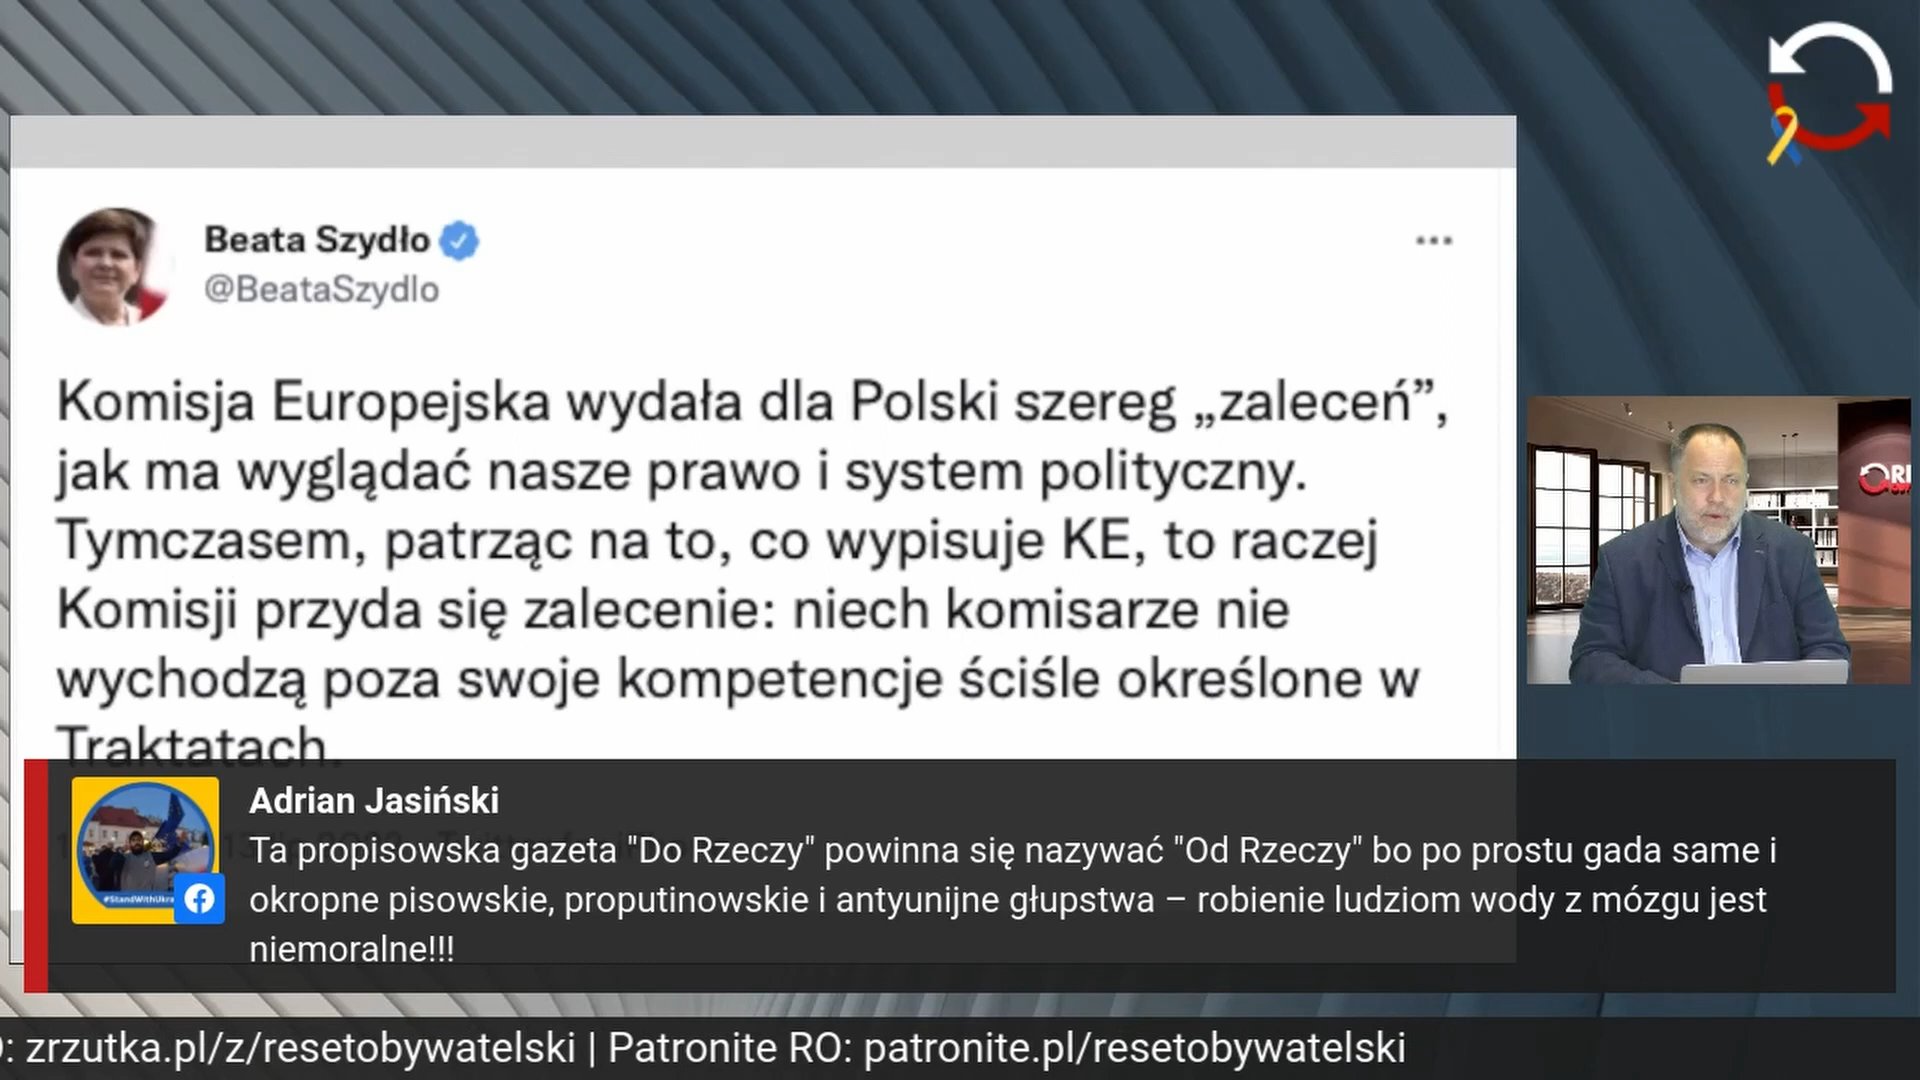 Beata Szydło
@BeataSzydlo
Komisja Europejska wydała dla Polski szereg „zaleceń”,
jak ma wyglądać nasze prawo i system polityczny.
Tymczasem, patrząc na to, co wypisuje KE, to raczej
Komisji przyda się zalecenie: niech komisarze nie
wychodzą poza swoje kompetencje ściśle określone w
Traktatach.
Adrian Jasiński
Ta propisowska gazeta "Do Rzeczy" powinna się nazywać "Od Rzeczy" bo po prostu gada same i
okropne pisowskie, proputinowskie i antyunijne głupstwa – robienie ludziom wody z mózgu jest
niemoralne!!!
: zrzutka.pl/z/resetobywatelski | Patronite RO: patronite.pl/resetobywatelski